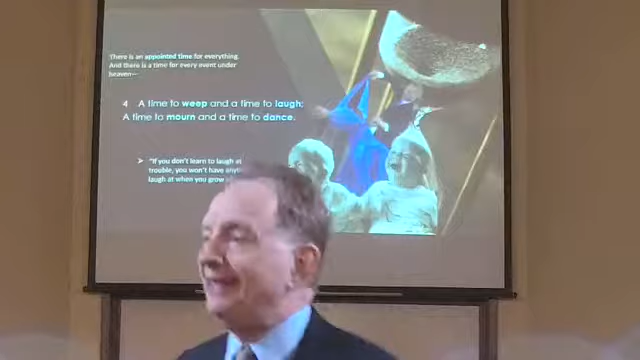 There is an appointed time for everything.
And there is a time for every event under
heaven—
4 A time to weep and a time to laugh;
A time to mourn and a time to dance.
"If you don't learn to laugh at
trouble, you won't have
laugh at when you grow